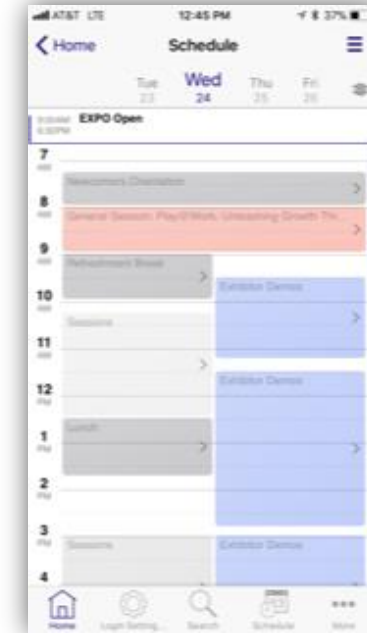 AT&T LTE 12:45 PM 37%
Home Schedule
Tue Wed Thu Fri
23 24 25 26
EXPO Open
7
AM
Newcomers Orientation
8
AM
General Session: Play@Work: Unleashing Growth
9
AM
Refreshment Break
10
AM
Exhibitor Demos
Sessions
11
AM
Exhibitor Demos
12
PM
Lunch
1
PM
2
PM
3
PM
Sessions Exhibitor Demos
4
Home Login Setting... Search Schedule More